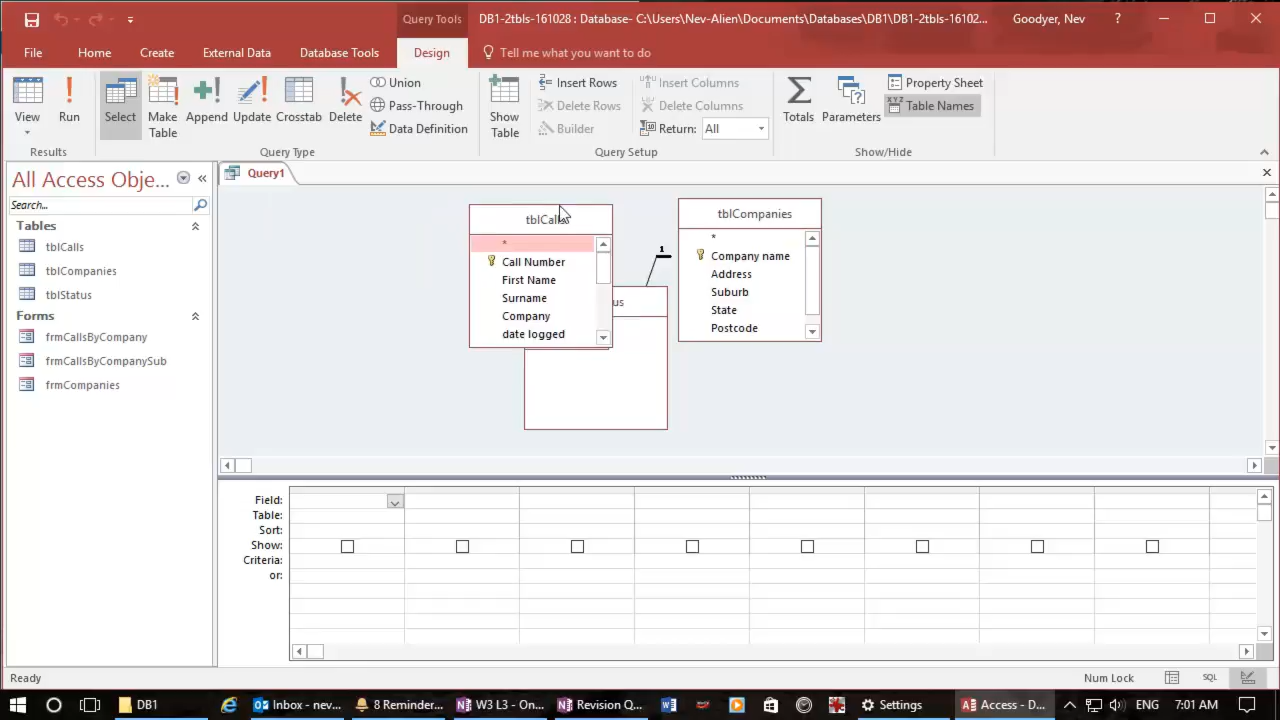 Query Tools
DB1-2tbls-161028 : Database- C:\Users\Nev-Alien\Documents\Databases\DB1\DB1-2tbls-16102...
Goodyer, Nev
?
File
Home
Create
External Data
Database Tools
Design
Tell me what you want to do
View
Run
Results
Select
Make Table
Append
Update
Crosstab
Delete
Union
Pass-Through
Data Definition
Query Type
Show Table
Insert Rows
Delete Rows
Builder
Insert Columns
Delete Columns
Return: All
Query Setup
Totals
Parameters
Property Sheet
XYZ Table Names
Show/Hide
All Access Obje...
Search...
Tables
tblCalls
tblCompanies
tblStatus
Forms
frmCallsByCompany
frmCallsByCompanySub
frmCompanies
Query1
tblCalls
*
Call Number
First Name
Surname
Company
date logged
us
1
tblCompanies
*
Company name
Address
Suburb
State
Postcode
Field:
Table:
Sort:
Show:
Criteria:
or:
Ready
Num Lock
SQL
DB1
Inbox - nev...
8 Reminder...
W3 L3 - On...
Revision Q...
Settings
Access - D...
ENG
7:01 AM